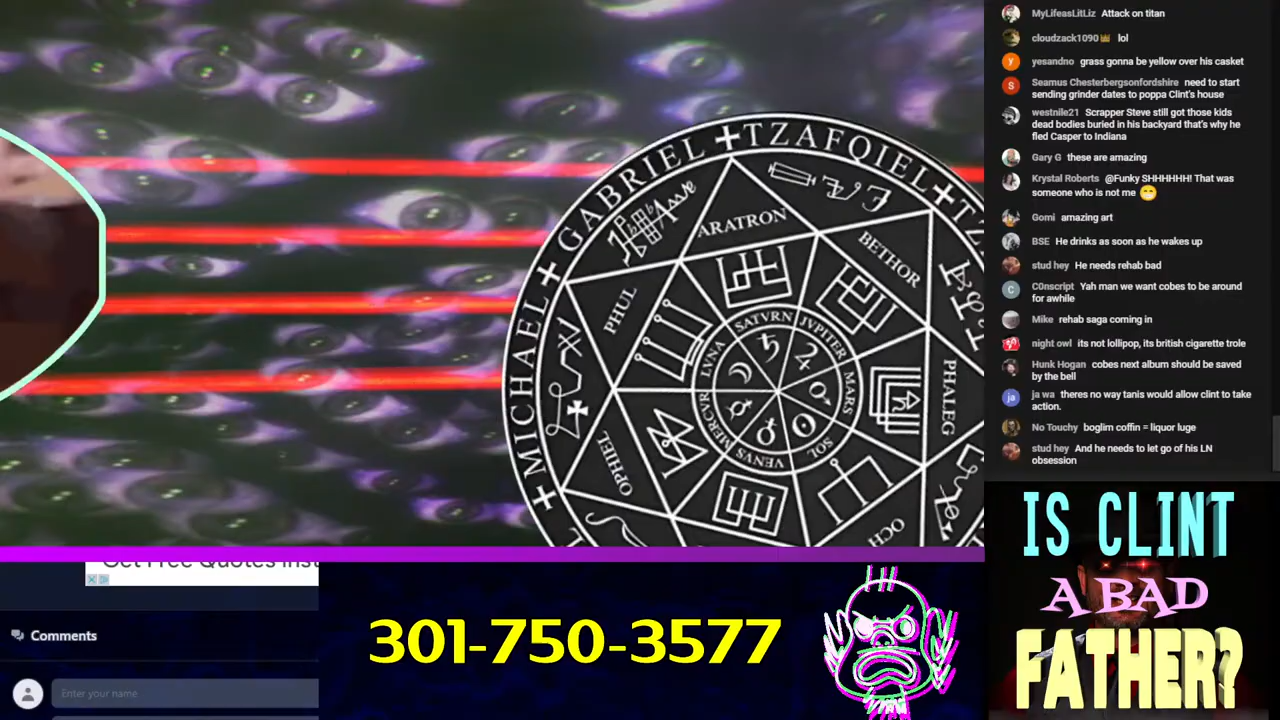 MyLifeasLitLiz Attack on titan
cloudzack1090 lol
yesandno grass gonna be yellow over his casket
Seamus Chesterbergsonfordshire need to start
sending grinder dates to poppa Clint's house
westnile21 Scrapper Steve still got those kids
dead bodies buried in his backyard that's why he
fled Casper to Indiana
Gary G these are amazing
Krystal Roberts @Funky SHHHHHH! That was
someone who is not me
Gomi amazing art
BSE He drinks as soon as he wakes up
stud hey He needs rehab bad
C0nscript Yah man we want cobes to be around
for awhile
Mike rehab saga coming in
night owl its not lollipop, its british cigarette trole
Hunk Hogan cobes next album should be saved
by the bell
ja wa theres no way tanis would allow clint to take
action.
No Touchy boglim coffin = liquor luge
stud hey And he needs to let go of his LN
obsession
MICHAEL
GABRIEL
TZAFQIEL
TZ
ARATRON
BETHOR
PHALEG
OCH
OPHIEL
PHUL
SATVRN
JVPITER
MARS
SOL
VENVS
MERCVRY
LVNA
Get Free Quotes Inst
Comments
Enter your name
301-750-3577
IS CLINT
A BAD
FATHER?